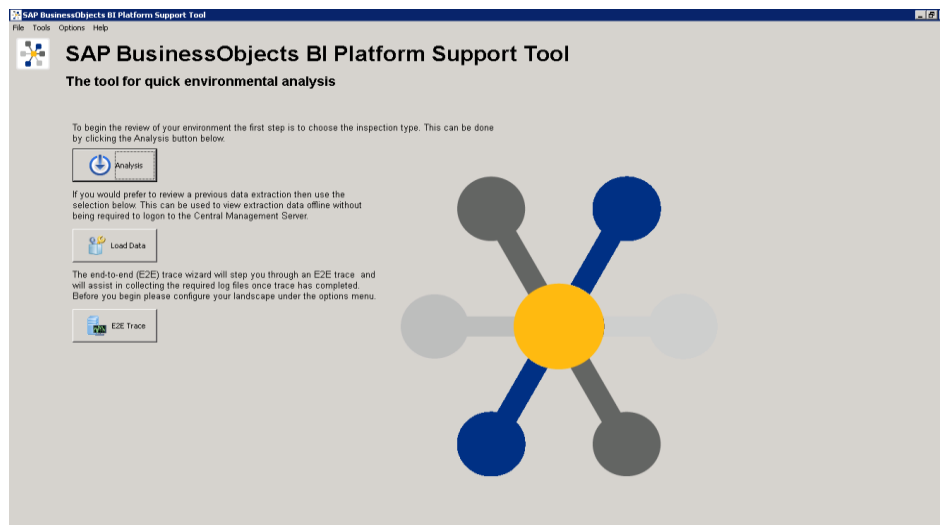 SAP BusinessObjects BI Platform Support Tool
File Tools Options Help
SAP BusinessObjects BI Platform Support Tool
The tool for quick environmental analysis
To begin the review of your environment the first step is to choose the inspection type. This can be done
by clicking the Analysis button below.
Analysis
If you would prefer to review a previous data extraction then use the
selection below. This can be used to view extraction data offline without
being required to logon to the Central Management Server.
Load Data
The end-to-end (E2E) trace wizard will step you through an E2E trace and
will assist in collecting the required log files once trace has completed.
Before you begin please configure your landscape under the options menu.
E2E Trace